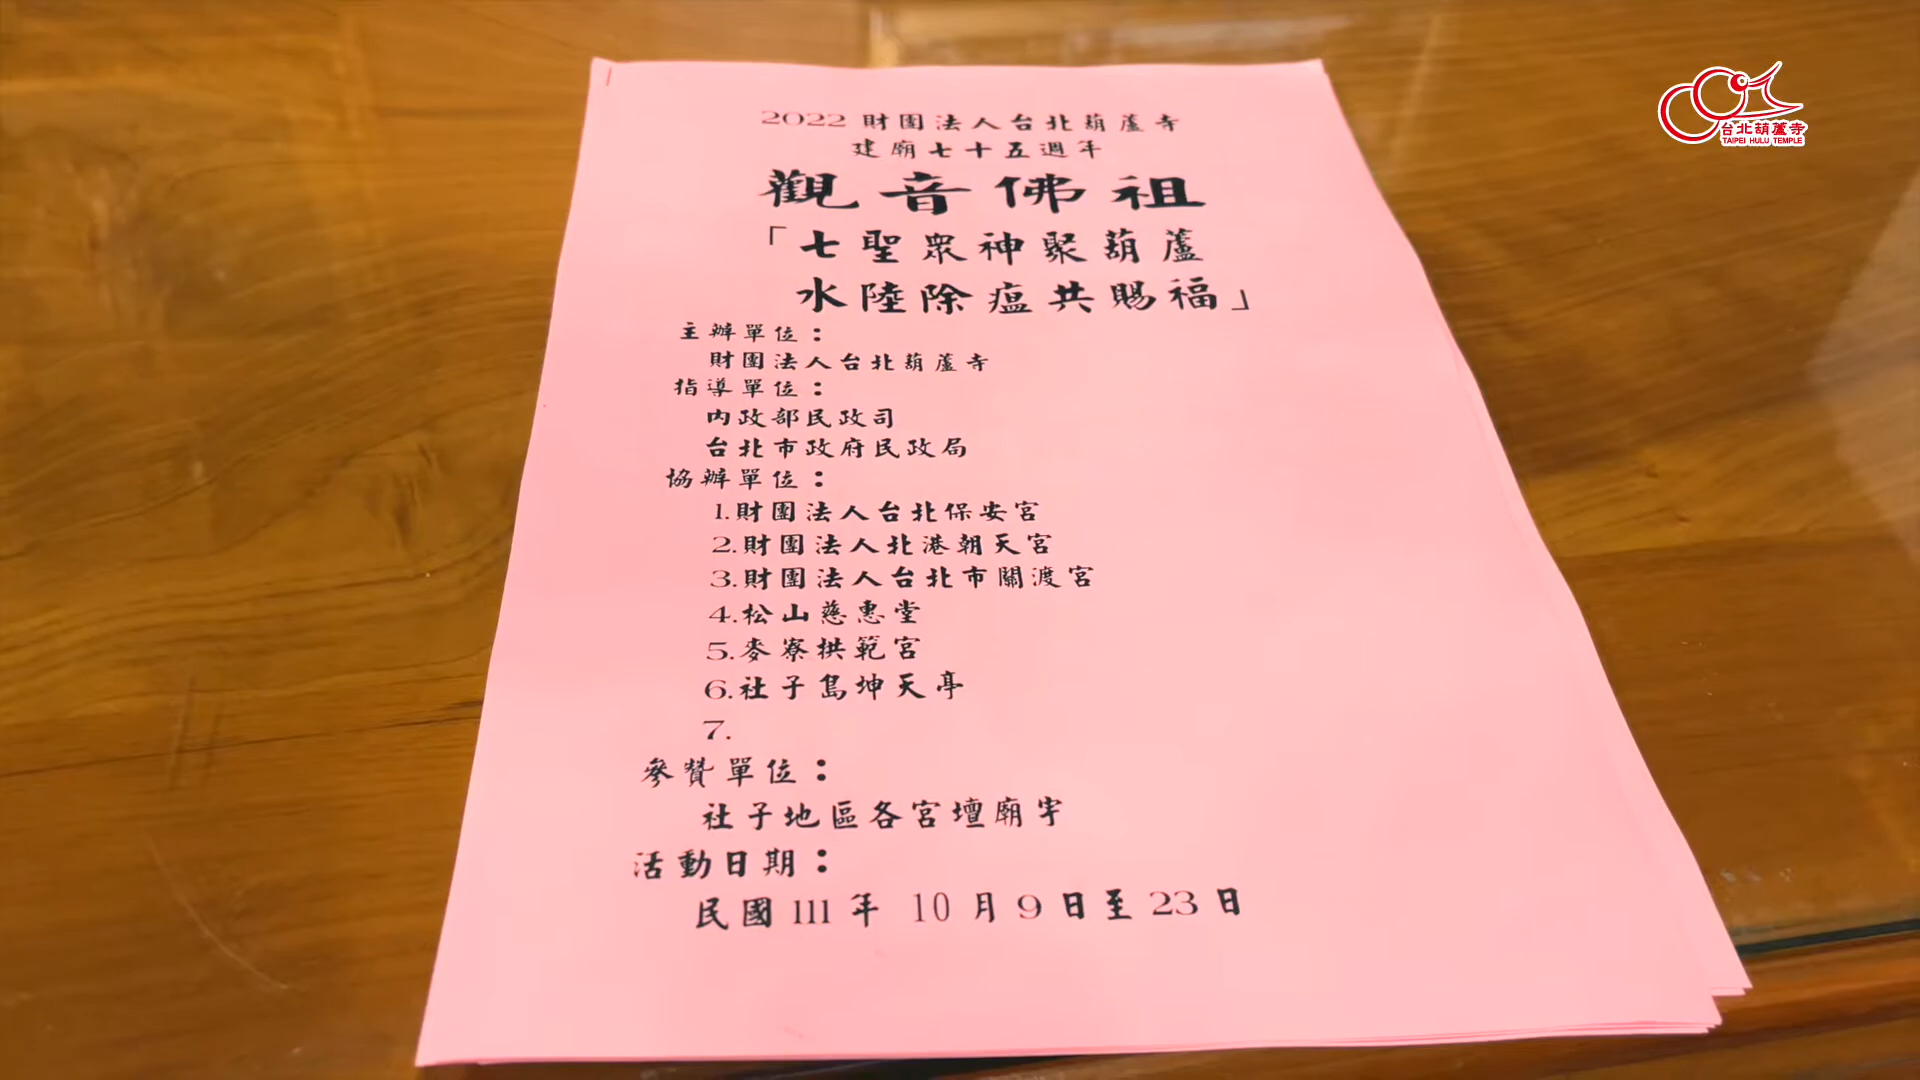 2022 財團法人台北葫蘆寺
建廟七十五週年
觀音佛祖
「七聖眾神聚葫蘆
水陸除瘟共賜福」
主辦單位：
財團法人台北葫蘆寺
指導單位：
內政部民政司
台北市政府民政局
協辦單位：
1.財團法人台北保安宮
2.財團法人北港朝天宮
3.財團法人台北市關渡宮
4.松山慈惠堂
5.麥寮拱範宮
6.社子島坤天亭
7.
參贊單位：
社子地區各宮壇廟宇
活動日期：
民國111年 10月9日至23日
台北葫蘆寺
TAIPEI HULU TEMPLE